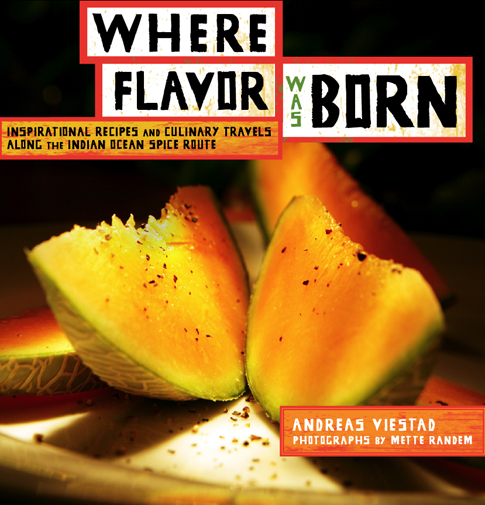 WHERE
FLAVOR
WAS
BORN
INSPIRATIONAL RECIPES AND CULINARY TRAVELS
ALONG THE INDIAN OCEAN SPICE ROUTE
ANDREAS VIESTAD
PHOTOGRAPHS BY METTE RANDEM